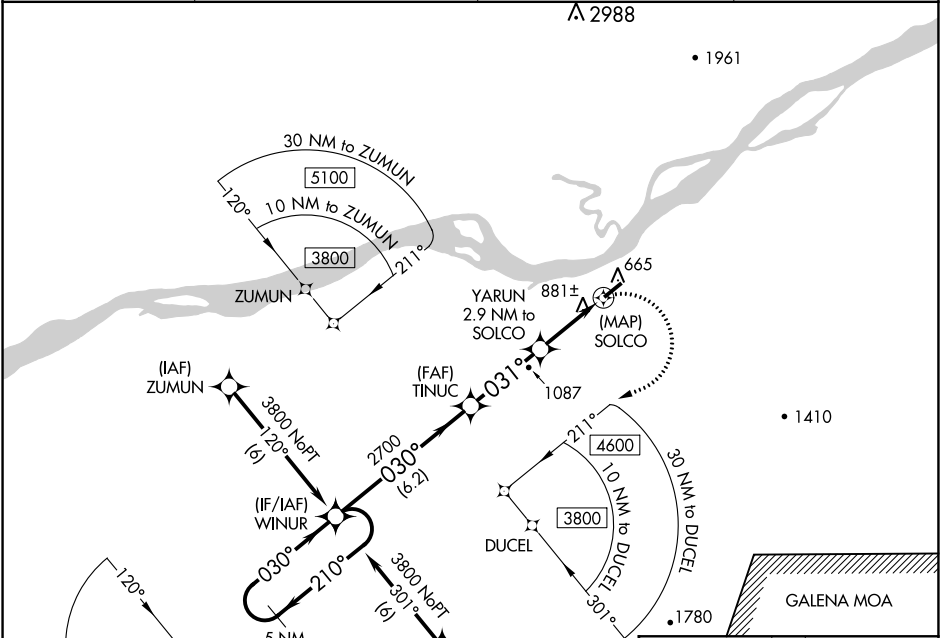 2988
1961
30 NM to ZUMUN
5100
120°
10 NM to ZUMUN
3800
211°
ZUMUN
YARUN
2.9 NM to
SOLCO
881±
665
(MAP)
SOLCO
(IAF)
ZUMUN
(FAF)
TINUC
031°
1087
3800 NoPT
120°
(6)
2700
030°
(6.2)
211°
4600
1410
30 NM to DUCEL
10 NM to DUCEL
3800
DUCEL
301°
(IF/IAF)
WINUR
030°
210°
3800 NoPT
301°
(6)
120°
5 NM
1780
GALENA MOA